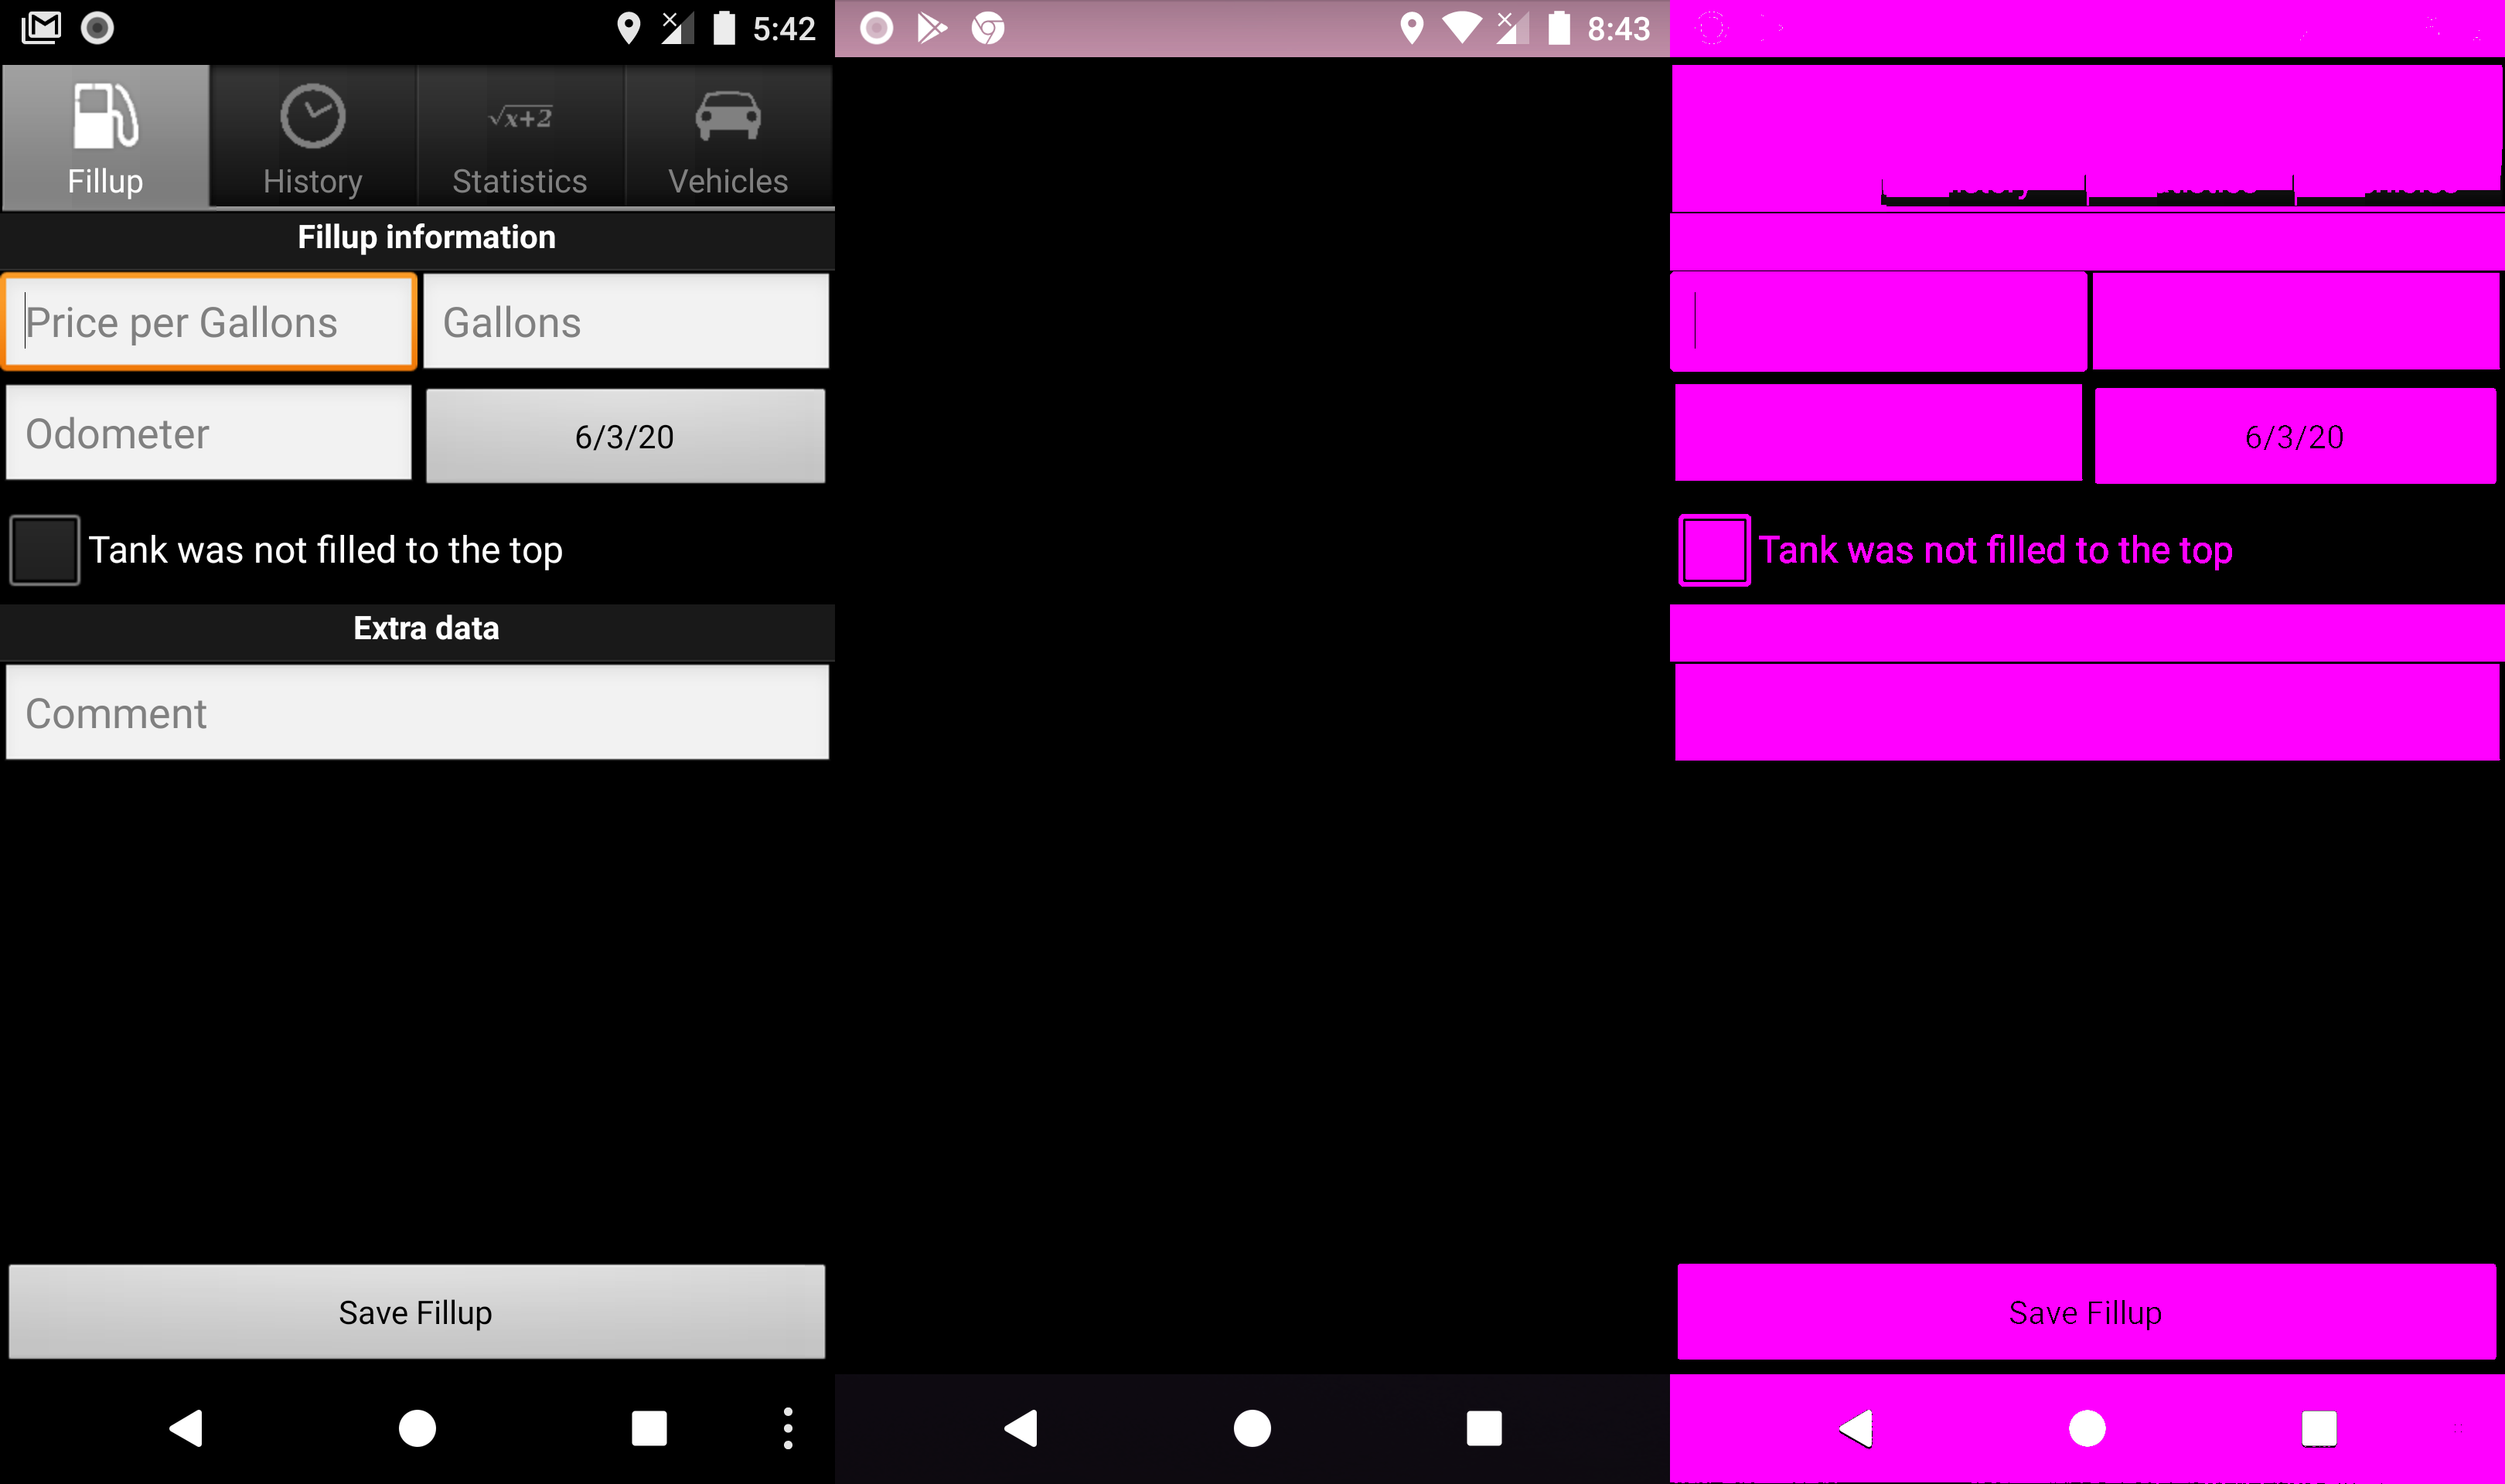 5:42
Fillup
History
√x+2
Statistics
Vehicles
Fillup information
Price per Gallons
Gallons
Odometer
6/3/20
Tank was not filled to the top
Extra data
Comment
Save Fillup
8:43
6/3/20
Tank was not filled to the top
Save Fillup